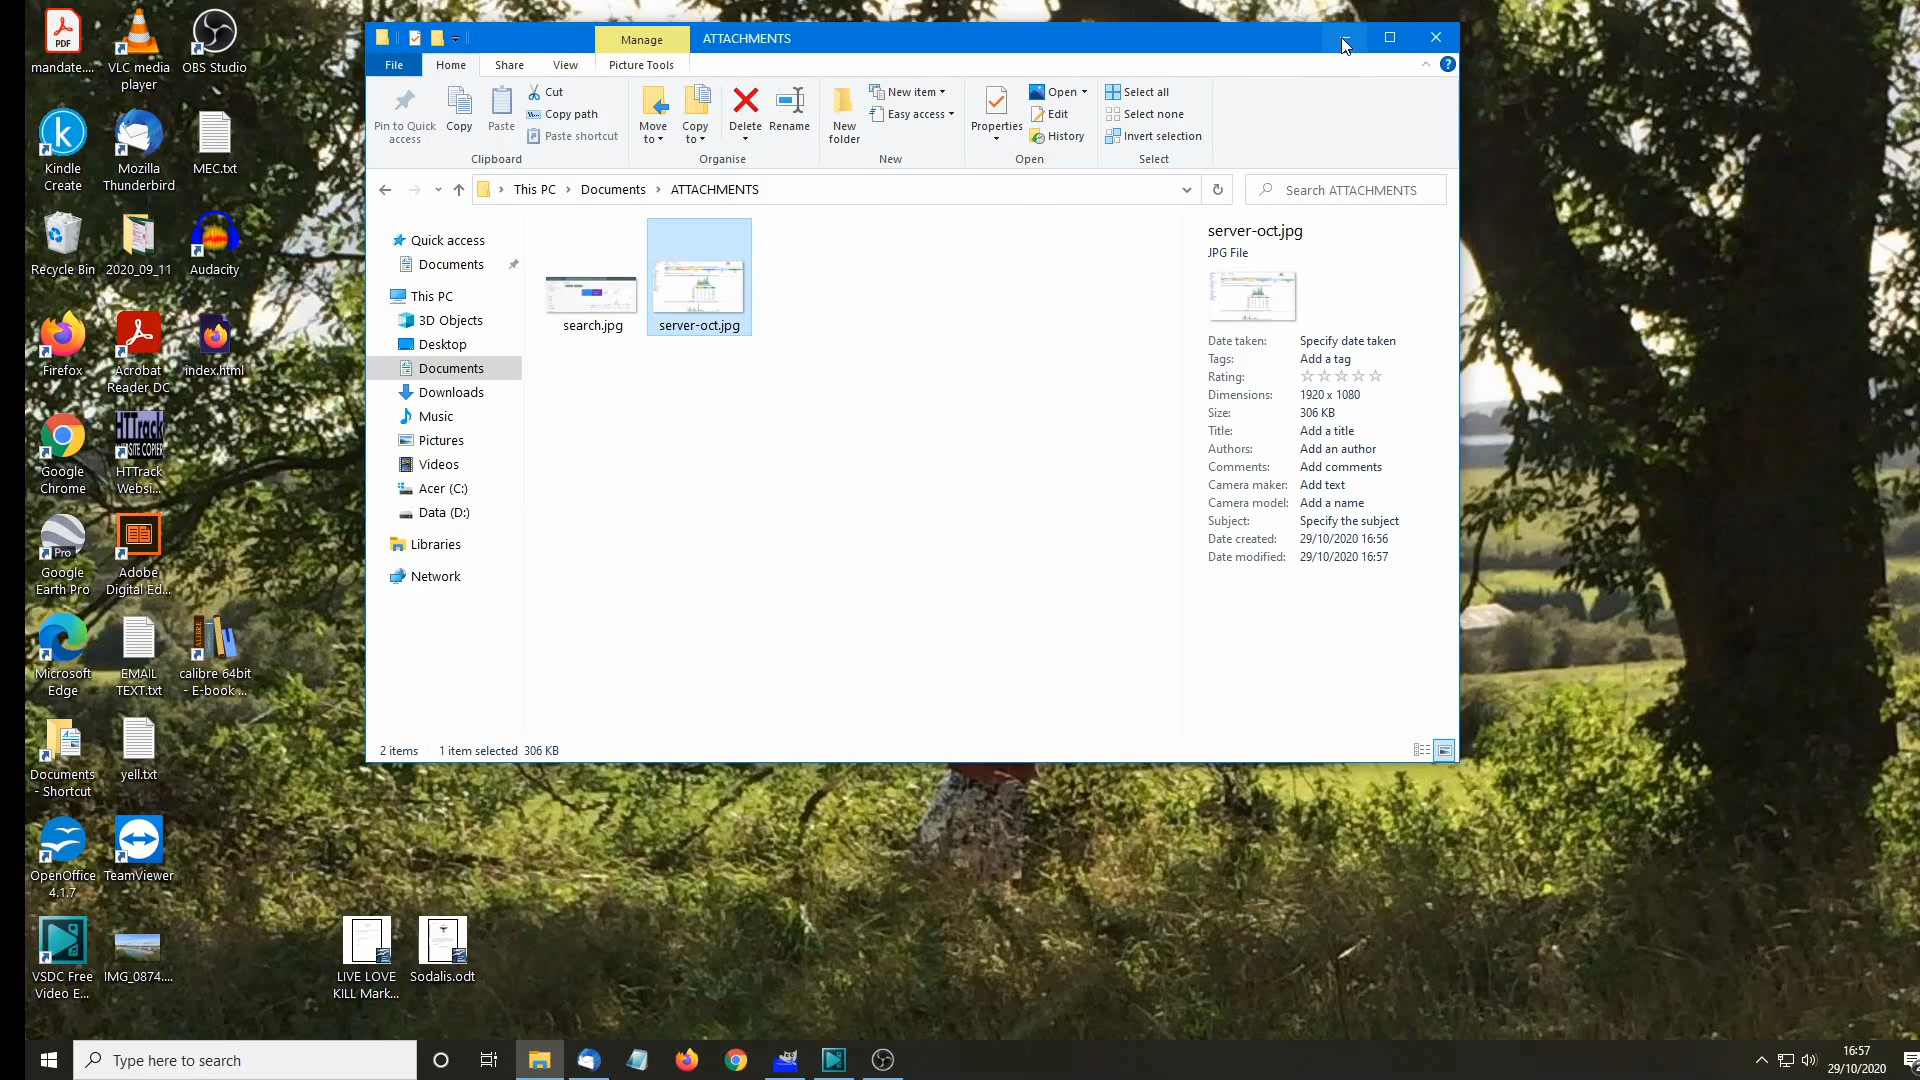 mandate....
VLC media
player
OBS Studio
Kindle
Create
Mozilla
Thunderbird
MEC.txt
Recycle Bin
2020_09_11
Audacity
Firefox
Acrobat
Reader DC
index.html
Google
Chrome
HTTrack
Websi...
Pro
Google
Earth Pro
Adobe
Digital Ed...
Microsoft
Edge
EMAIL
TEXT.txt
calibre 64bit
- E-book ...
Documents
- Shortcut
yell.txt
OpenOffice
4.1.7
TeamViewer
VSDC Free
Video E...
IMG_0874....
LIVE LOVE
KILL Mark...
Sodalis.odt
Manage
ATTACHMENTS
File
Home
Share
View
Picture Tools
Pin to Quick
access
Copy
Paste
Cut
Copy path
Paste shortcut
Clipboard
Move
to
Copy
to
Delete
Rename
Organise
New
folder
New item
Easy access
New
Properties
Open
Edit
History
Open
Select all
Select none
Invert selection
Select
This PC
Documents
ATTACHMENTS
Search ATTACHMENTS
Quick access
Documents
This PC
3D Objects
Desktop
Documents
Downloads
Music
Pictures
Videos
Acer (C:)
Data (D:)
Libraries
Network
search.jpg
server-oct.jpg
server-oct.jpg
JPG File
Date taken: Specify date taken
Tags: Add a tag
Rating:
Dimensions: 1920 x 1080
Size: 306 KB
Title: Add a title
Authors: Add an author
Comments: Add comments
Camera maker: Add text
Camera model: Add a name
Subject: Specify the subject
Date created: 29/10/2020 16:56
Date modified: 29/10/2020 16:57
2 items 1 item selected 306 KB
Type here to search
16:57
29/10/2020